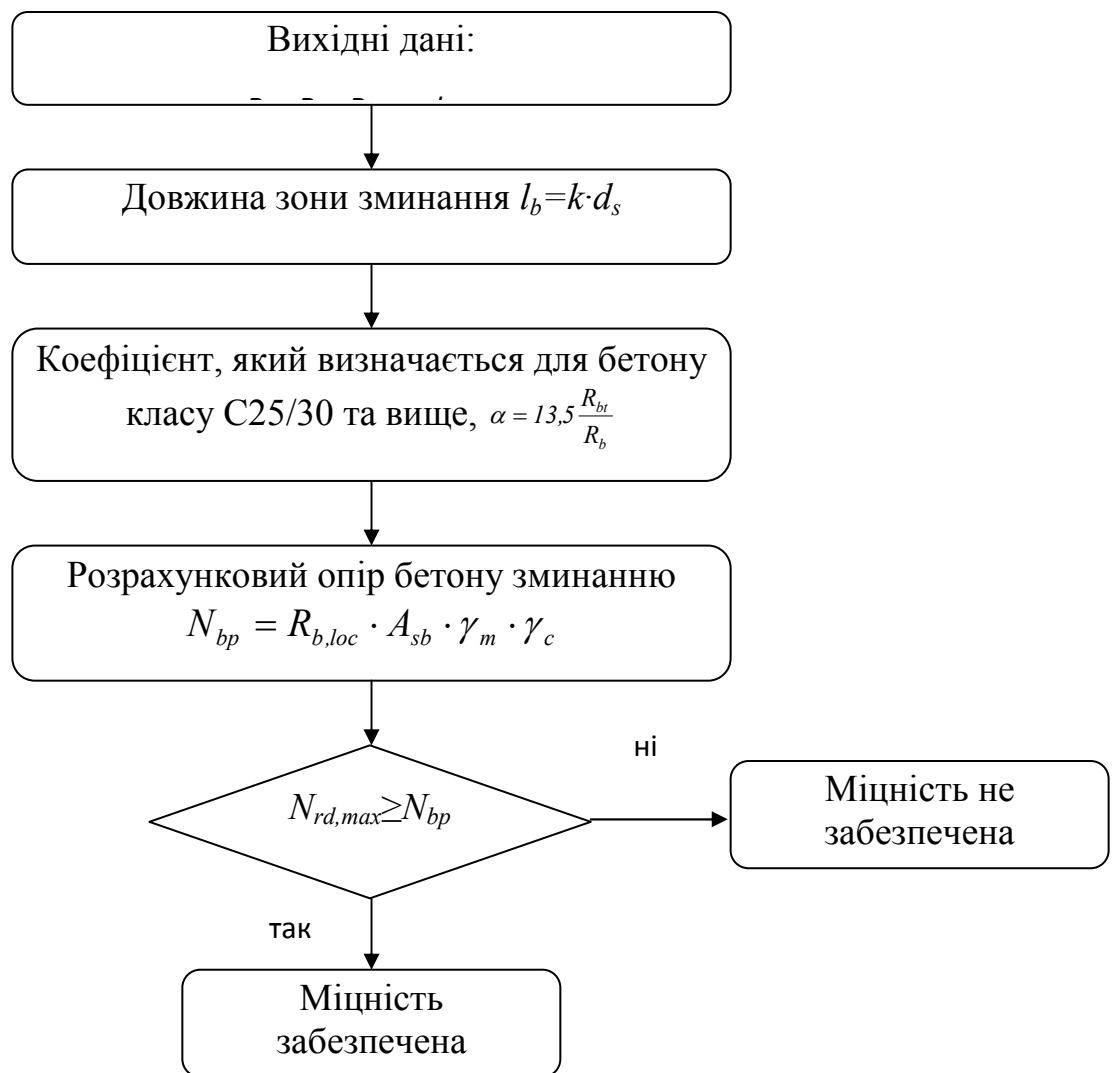 Вихідні дані:
Довжина зони зминання l_b=k·d_s
Коефіцієнт, який визначається для бетону
класу С25/30 та вище, α = 13,5 R_bt / R_b
Розрахунковий опір бетону зминанню
N_bp = R_b,loc · A_sb · γ_m · γ_c
ні
N_rd,max≥N_bp
Міцність не
забезпечена
так
Міцність
забезпечена